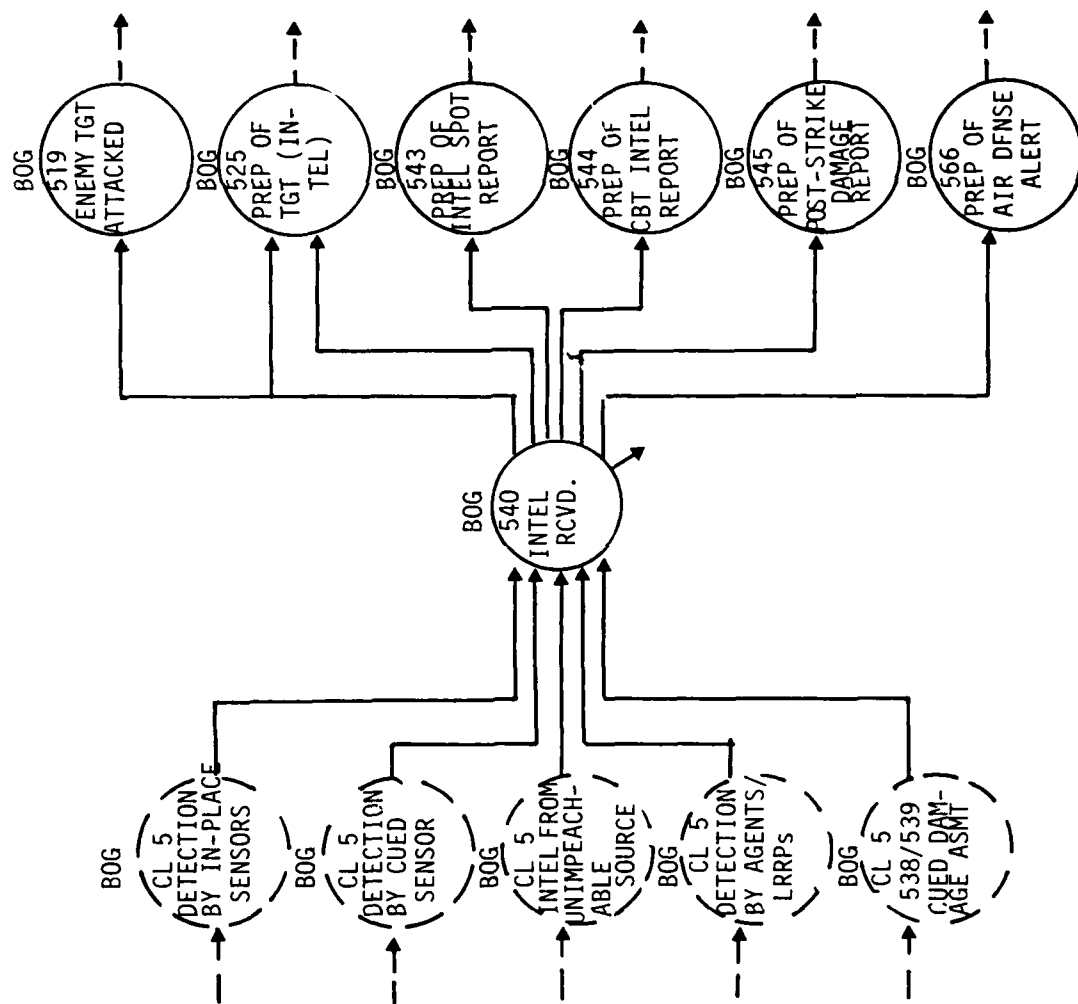 BOG
519
ENEMY TGT
ATTACKED
BOG
525
PREP OF
TGT (IN-
TEL)
BOG
543
PREP OF
INTEL SPOT
REPORT
BOG
544
PREP OF
CBT INTEL
REPORT
BOG
545
PREP OF
POST-STRIKE
DAMAGE
REPORT
BOG
566
PREP OF
AIR DFNSE
ALERT
BOG
540
INTEL
RCVD.
BOG
CL 5
DETECTION
BY IN-PLACE
SENSORS
BOG
CL 5
DETECTION
BY CUED
SENSOR
BOG
CL 5
INTEL FROM
UNIMPEACH-
ABLE
SOURCE
BOG
CL 5
DETECTION
BY AGENTS/
LRRPs
BOG
CL 5
538/539
CUED DAM-
AGE ASMT